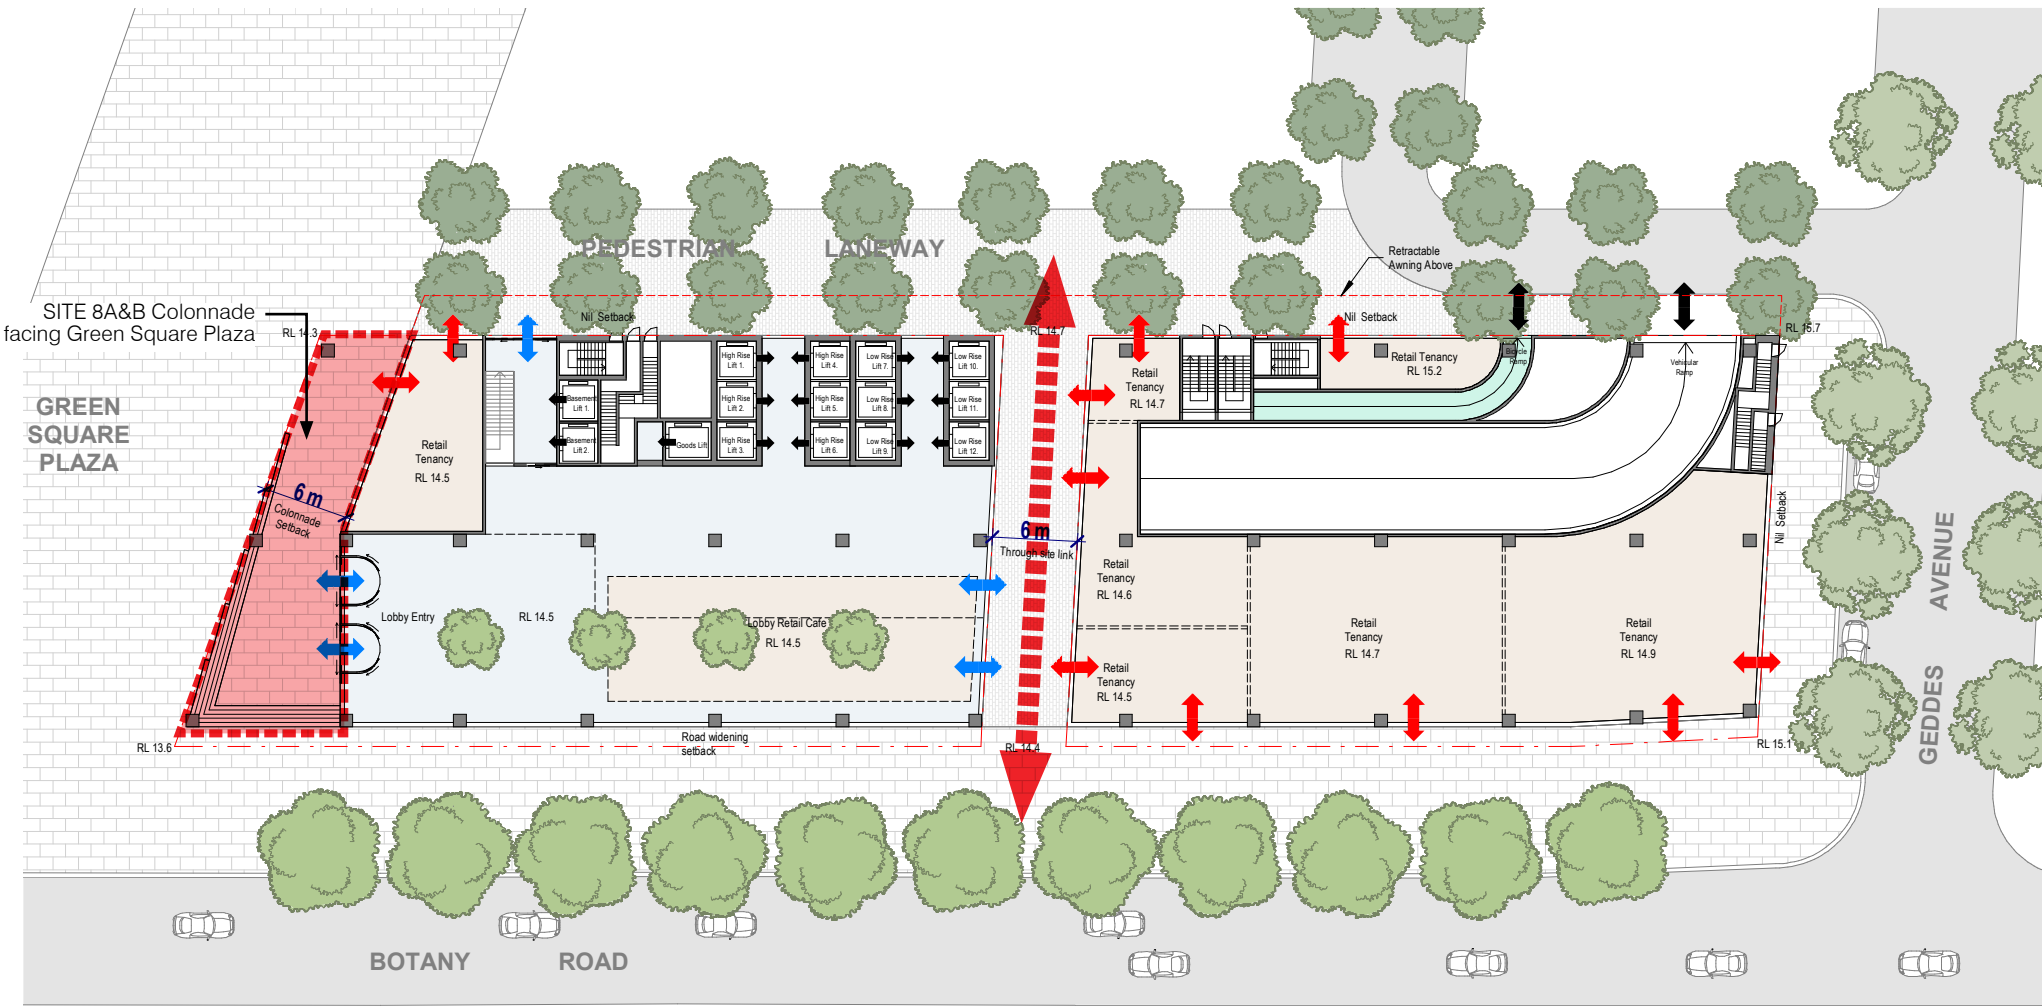 PEDESTRIAN LANEWAY
Retractable
Awning Above
SITE 8A&B Colonnade
facing Green Square Plaza
RL 14.3
Nil Setback
RL 14.7
Nil Setback
RL 15.7
GREEN
SQUARE
PLAZA
Retail
Tenancy
RL 14.5
Basement
Lift 1.
Basement
Lift 2.
Goods Lift
High Rise
Lift 1.
High Rise
Lift 2.
High Rise
Lift 3.
High Rise
Lift 4.
High Rise
Lift 5.
High Rise
Lift 6.
Low Rise
Lift 7.
Low Rise
Lift 8.
Low Rise
Lift 9.
Low Rise
Lift 10.
Low Rise
Lift 11.
Low Rise
Lift 12.
Retail
Tenancy
RL 14.7
Retail Tenancy
RL 15.2
Bicycle
Ramp
Vehicular
Ramp
6 m
Colonnade
Setback
6 m
Through site link
Nil Setback
Lobby Entry
RL 14.5
Lobby Retail Cafe
RL 14.5
Retail
Tenancy
RL 14.6
Retail
Tenancy
RL 14.5
Retail
Tenancy
RL 14.7
Retail
Tenancy
RL 14.9
GEDDES AVENUE
RL 13.6
Road widening
setback
RL 14.4
RL 15.1
BOTANY ROAD